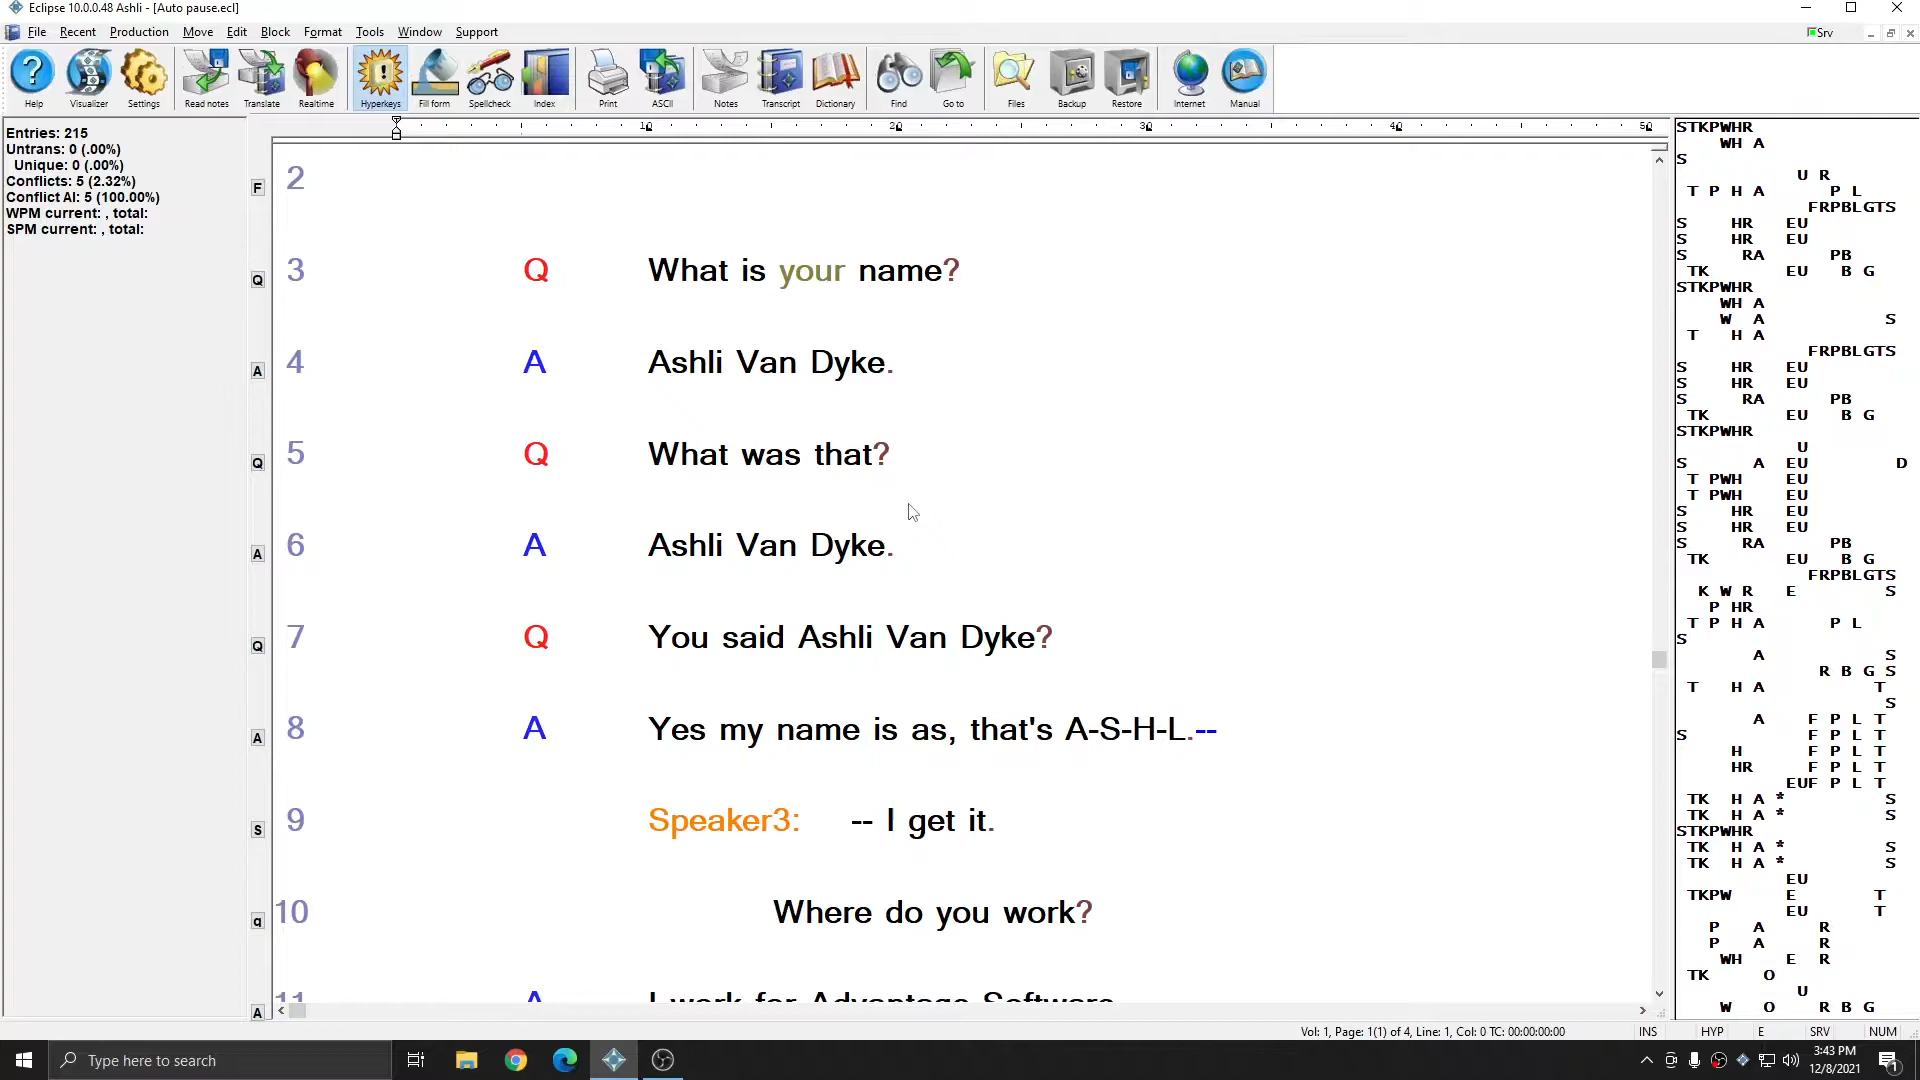 Eclipse 10.0.0.48 Ashli - [Auto pause.ecl]
File Recent Production Move Edit Block Format Tools Window Support
Srv
Help Visualizer Settings Read notes Translate Realtime Hyperkeys Fill form Spellcheck Index Print ASCII Notes Transcript Dictionary Find Go to Files Backup Restore Internet Manual
Entries: 215
Untrans: 0 (.00%)
Unique: 0 (.00%)
Conflicts: 5 (2.32%)
Conflict AI: 5 (100.00%)
WPM current: , total:
SPM current: , total:
10 20 30 40 50
F 2
Q 3 Q What is your name?
A 4 A Ashli Van Dyke.
Q 5 Q What was that?
A 6 A Ashli Van Dyke.
Q 7 Q You said Ashli Van Dyke?
A 8 A Yes my name is as, that's A-S-H-L.--
S 9 Speaker3: -- I get it.
q 10 Where do you work?
A 11 A I work for Advantage Software.
STKPWHR
WH A
S
U R
T P H A P L
FRPBLGTS
S HR EU
S HR EU
S RA PB
TK EU B G
STKPWHR
WH A
W A S
T H A
FRPBLGTS
S HR EU
S HR EU
S RA PB
TK EU B G
STKPWHR
U
S A EU D
T PWH EU
T PWH EU
S HR EU
S HR EU
S RA PB
TK EU B G
FRPBLGTS
K W R E S
P HR
T P H A P L
S
A S
R B G S
T H A T
S
A F P L T
S F P L T
H F P L T
HR F P L T
EUF P L T
TK H A * S
TK H A * S
STKPWHR
TK H A * S
TK H A * S
EU
TKPW E T
EU T
P A R
P A R
WH E R
TK O
U
W O R B G
Vol: 1, Page: 1(1) of 4, Line: 1, Col: 0 TC: 00:00:00:00 INS HYP E SRV NUM
Type here to search
3:43 PM
12/8/2021
1